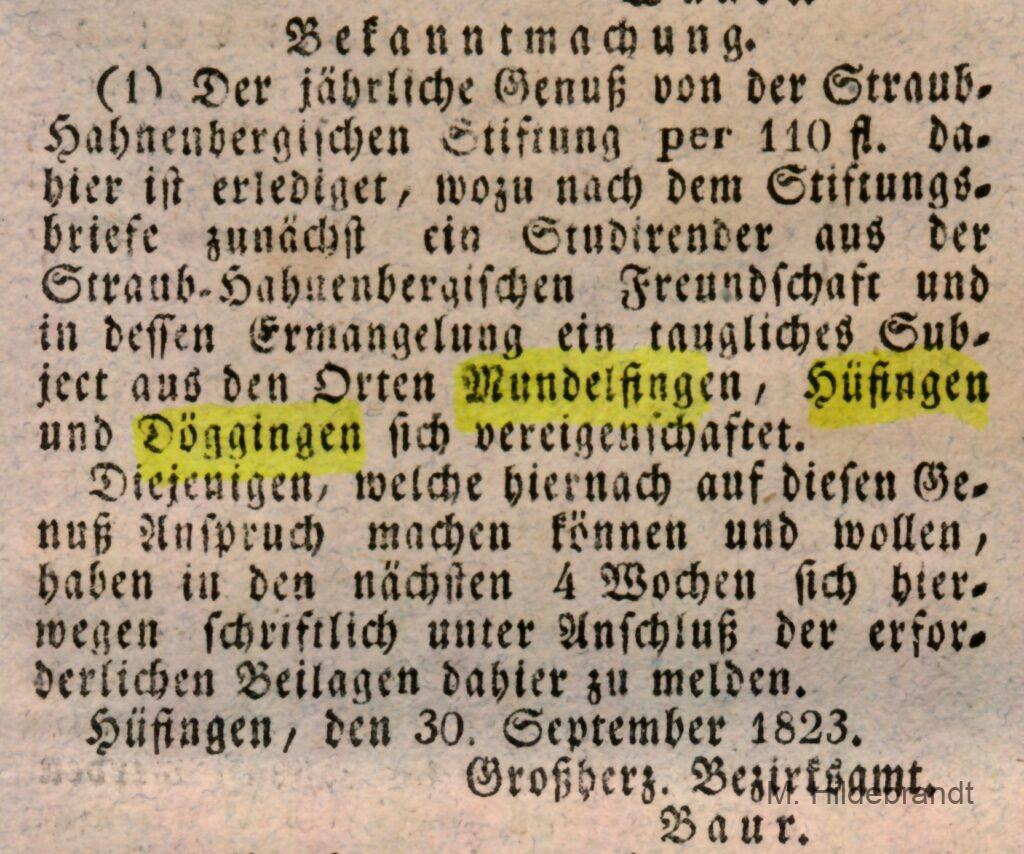 Bekanntmachung.
(1) Der jährliche Genuß von der Straub-
Hahnenbergischen Stiftung per 110 fl. da-
hier ist erlediget, wozu nach dem Stiftungs-
briefe zunächst ein Studirender aus der
Straub-Hahnenbergischen Freundschaft und
in dessen Ermangelung ein taugliches Sub-
ject aus den Orten Mundelfingen, Hüfingen
und Döggingen sich vereigenschaftet.
Diejenigen, welche hiernach auf diesen Ge-
nuß Anspruch machen können und wollen,
haben in den nächsten 4 Wochen sich hier-
wegen schriftlich unter Anschluß der erfor-
derlichen Beilagen dahier zu melden.
Hüfingen, den 30. September 1823.
Großherz. Bezirksamt.
M. Hildebrandt
Baur.